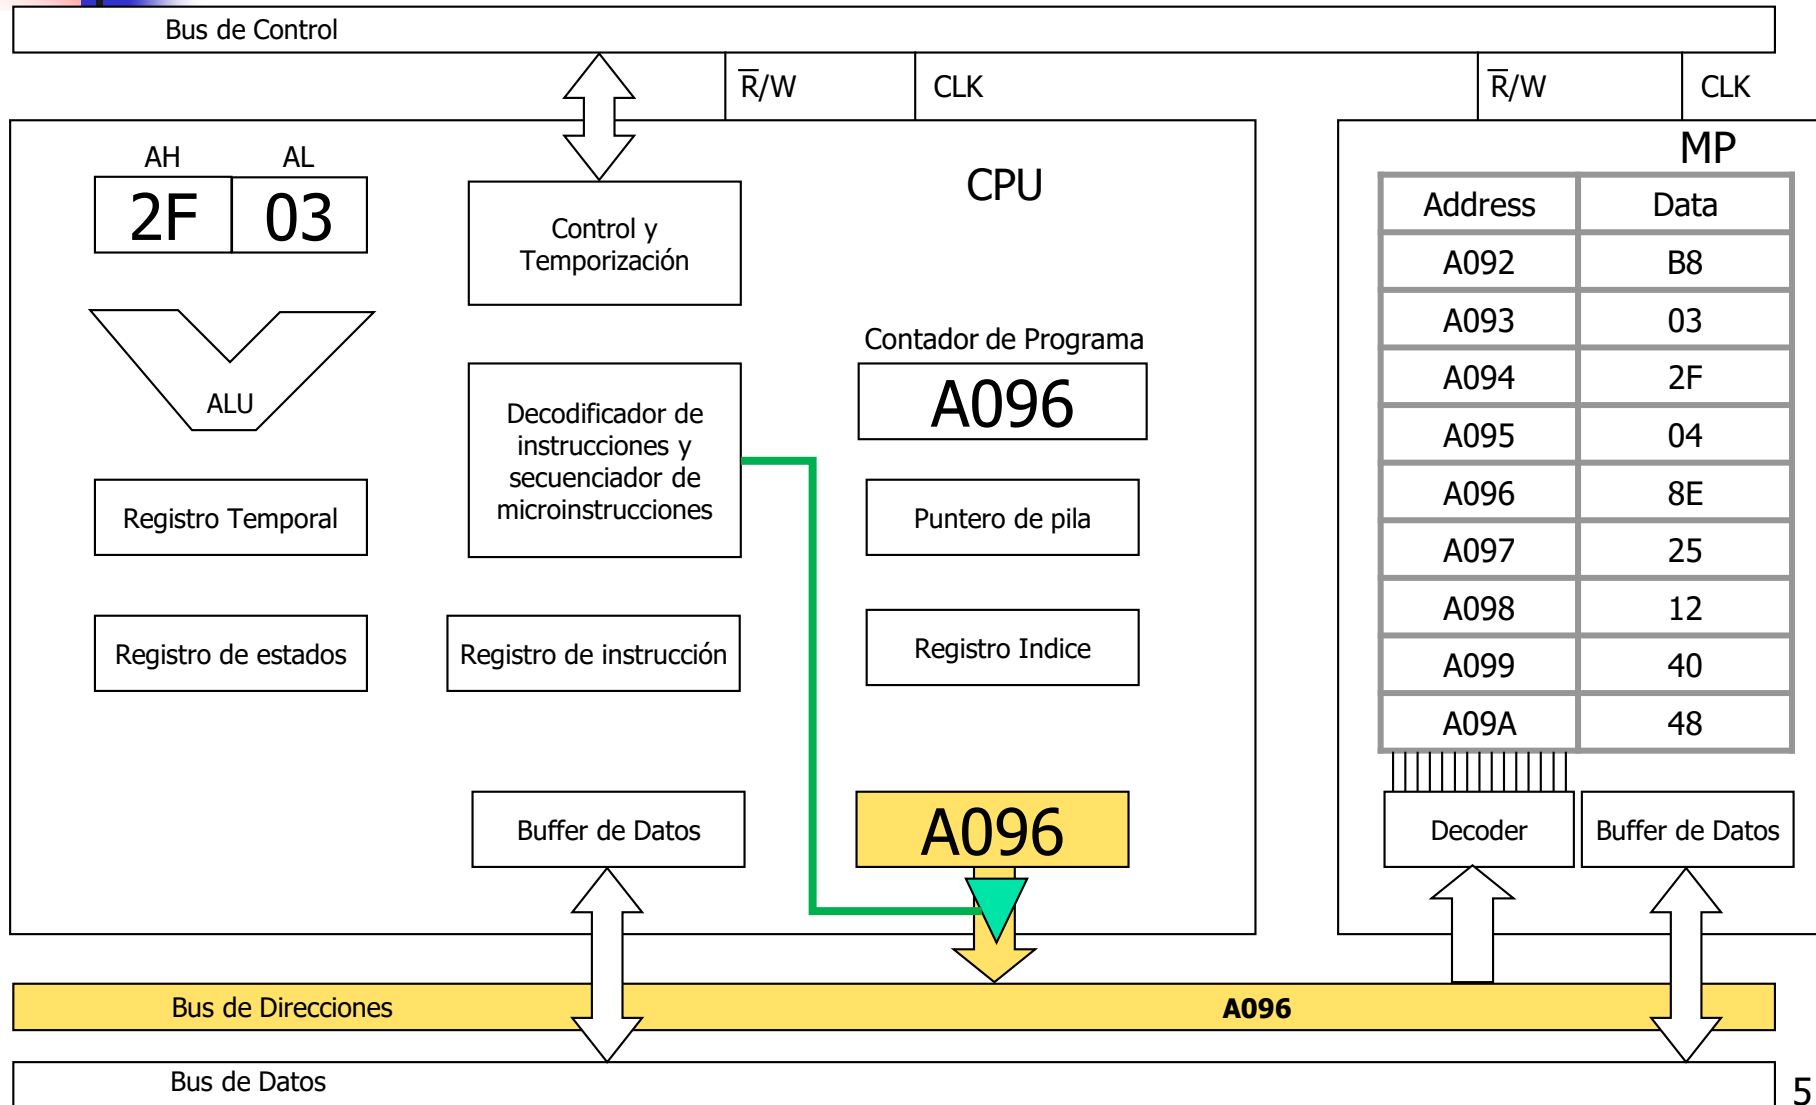 Bus de Control
R/W
CLK
R/W
CLK
AH
AL
2F
03
Control y
Temporización
CPU
MP
Address Data
A092 B8
A093 03
A094 2F
A095 04
A096 8E
A097 25
A098 12
A099 40
A09A 48
ALU
Decodificador de
instrucciones y
secuenciador de
microinstrucciones
Contador de Programa
A096
Registro Temporal
Puntero de pila
Registro de estados
Registro de instrucción
Registro Indice
Buffer de Datos
A096
Decoder
Buffer de Datos
Bus de Direcciones
A096
Bus de Datos
5